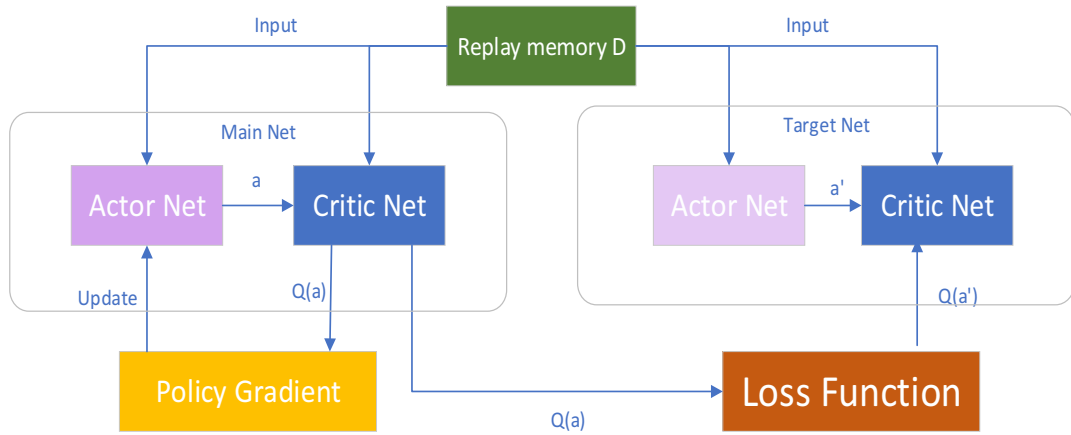 Input
Replay memory D
Input
Main Net
Target Net
Actor Net
a
Critic Net
Actor Net
a'
Critic Net
Update
Q(a)
Q(a')
Policy Gradient
Loss Function
Q(a)